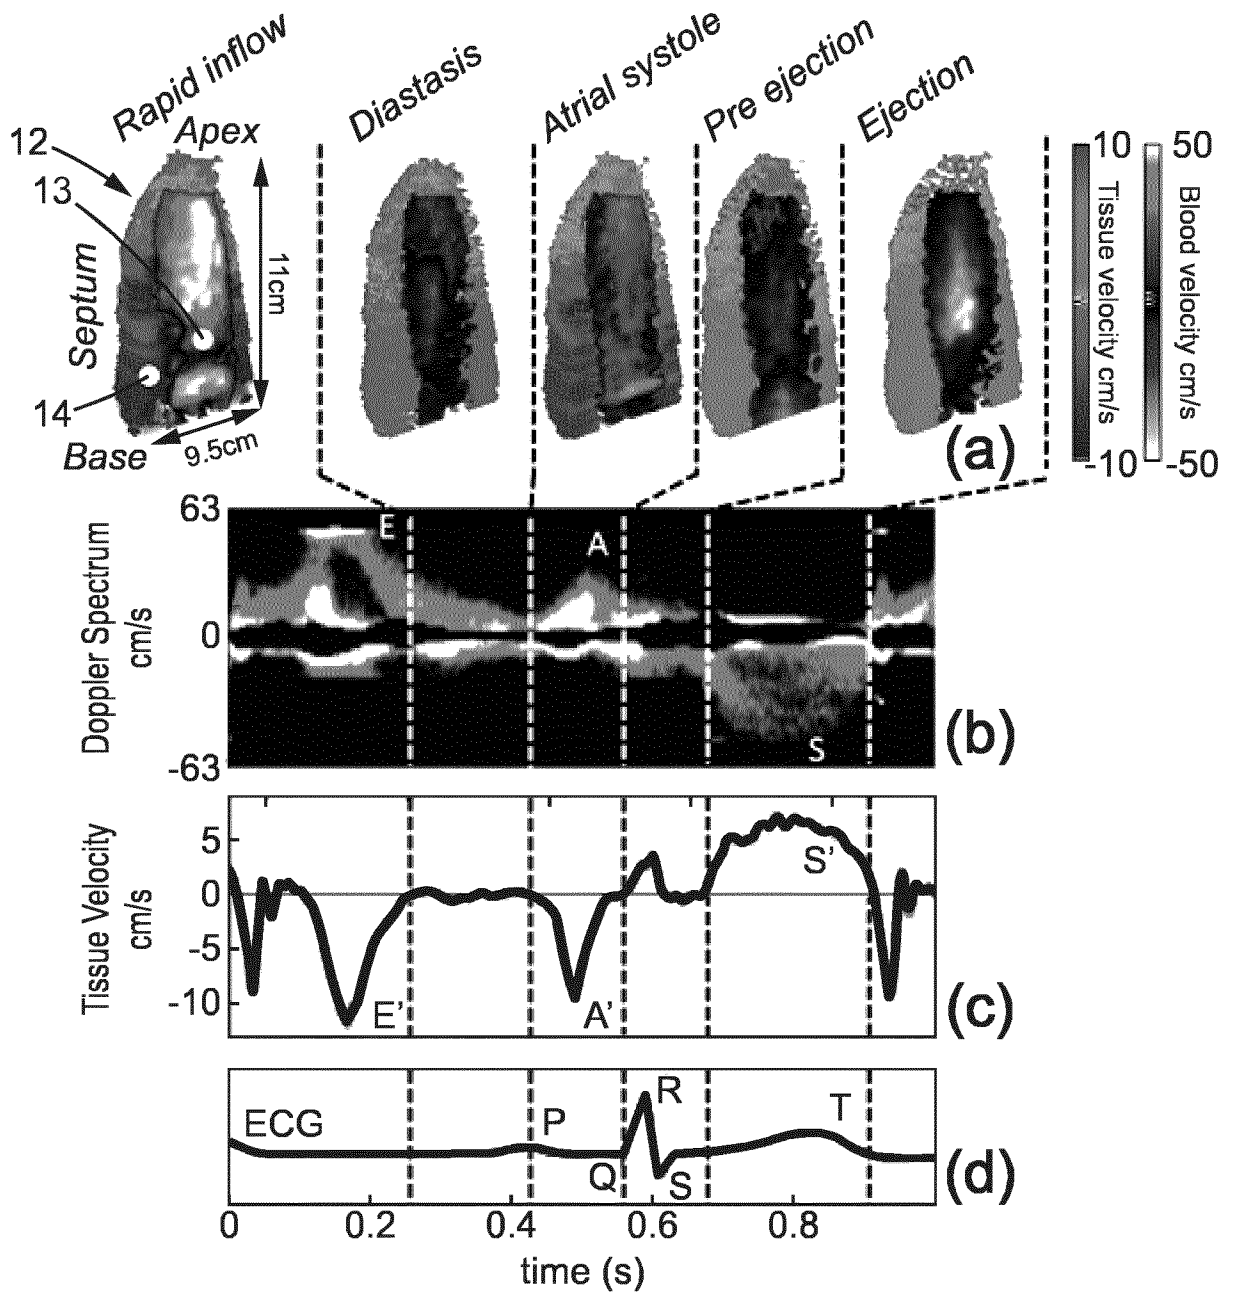 Rapid inflow
Diastasis
Atrial systole
Pre ejection
Ejection
Apex
12
13
Septum
11cm
14
Base
9.5cm
(a)
10
-10
Tissue velocity cm/s
50
-50
Blood velocity cm/s
63
0
-63
Doppler Spectrum
cm/s
E
A
S
(b)
5
0
-5
-10
Tissue Velocity
cm/s
E’
A’
S’
(c)
ECG
P
Q
R
S
T
(d)
0
0.2
0.4
0.6
0.8
time (s)